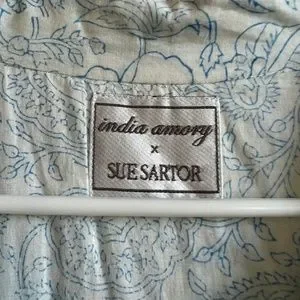 india amory
x
SUE SARTOR